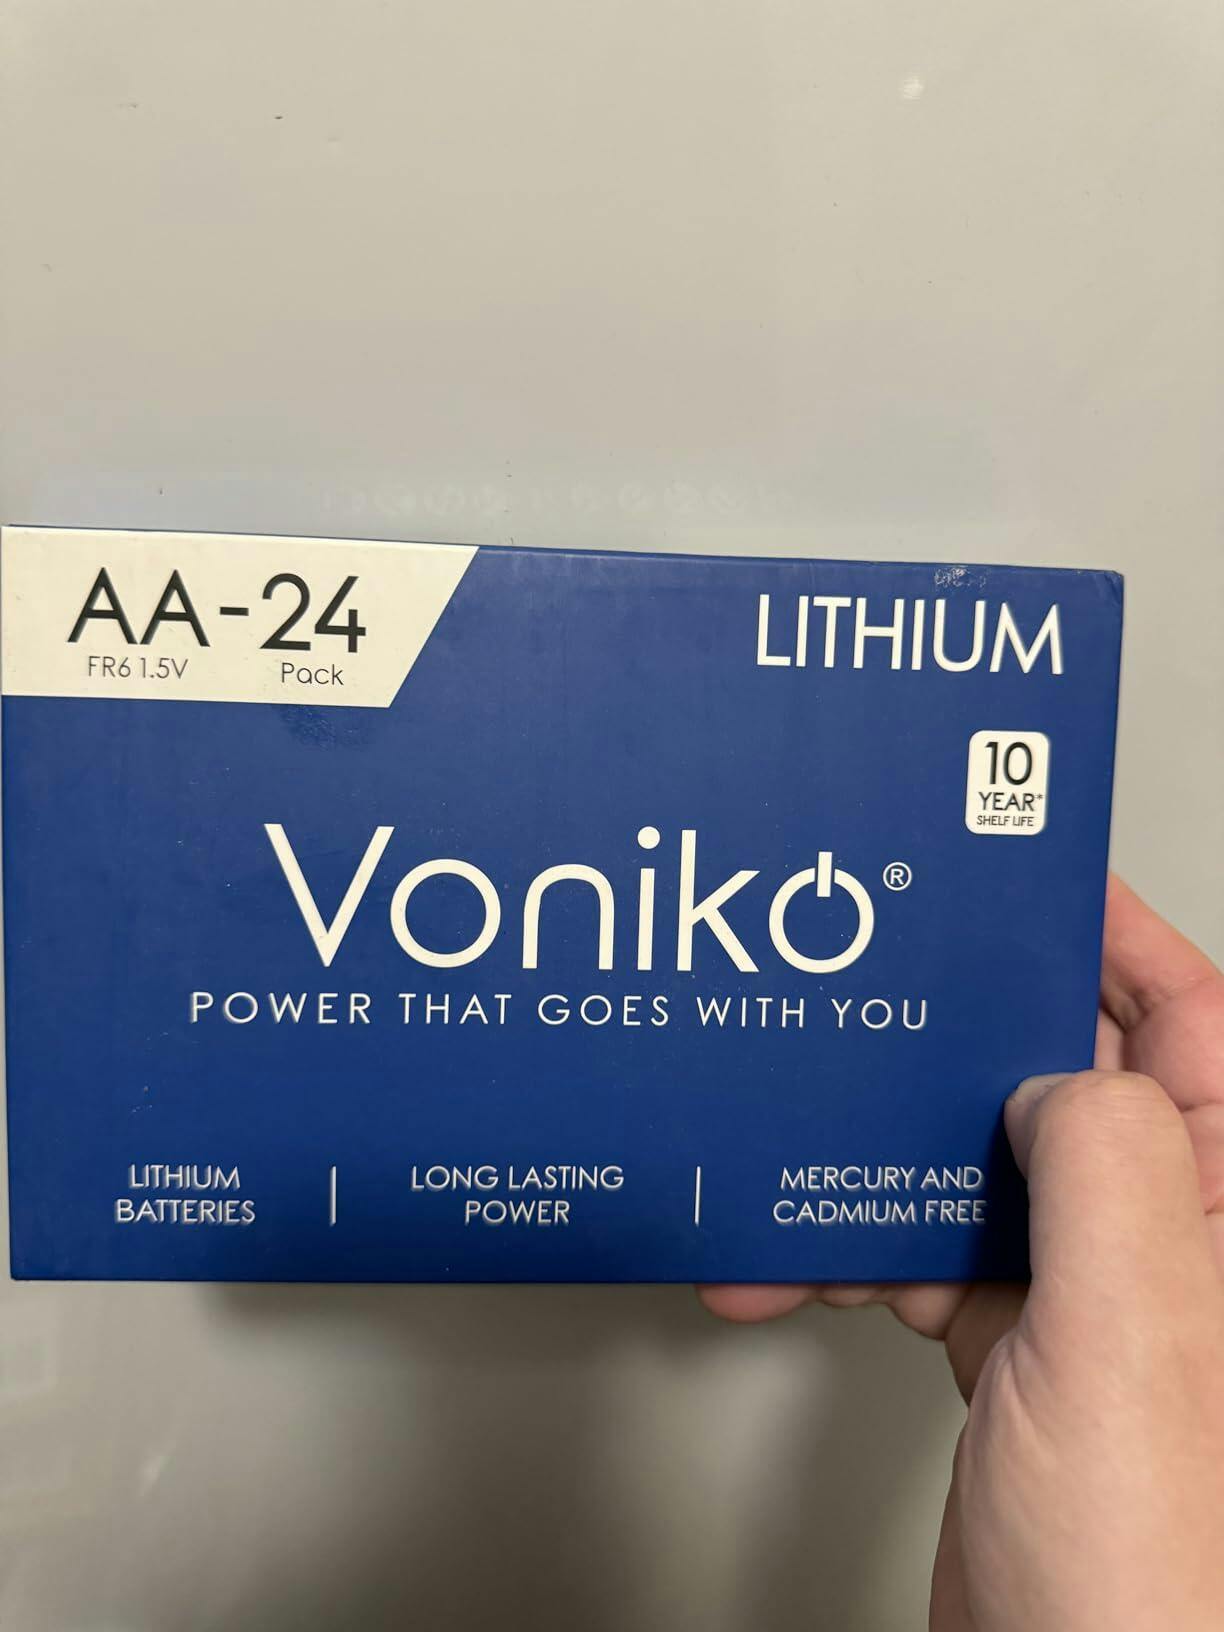 AA-24
FR6 1.5V Pack
LITHIUM
10
YEAR*
SHELF LIFE
Voniko®
POWER THAT GOES WITH YOU
LITHIUM
BATTERIES
LONG LASTING
POWER
MERCURY AND
CADMIUM FREE